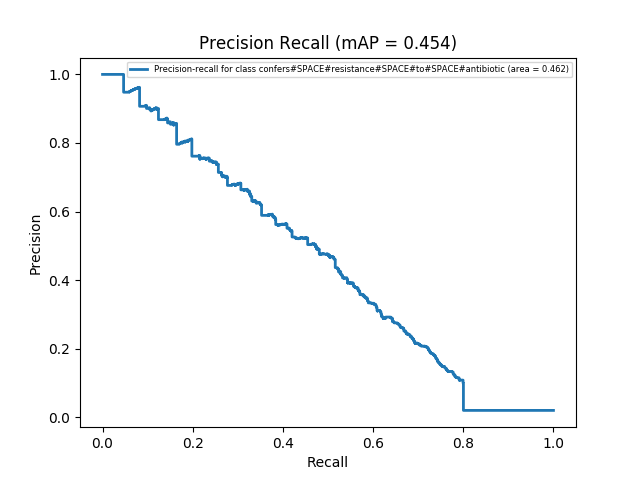 Precision Recall (mAP = 0.454)
Precision-recall for class confers#SPACE#resistance#SPACE#to#SPACE#antibiotic (area = 0.462)
1.0
0.8
0.6
0.4
0.2
0.0
Precision
0.0 0.2 0.4 0.6 0.8 1.0
Recall